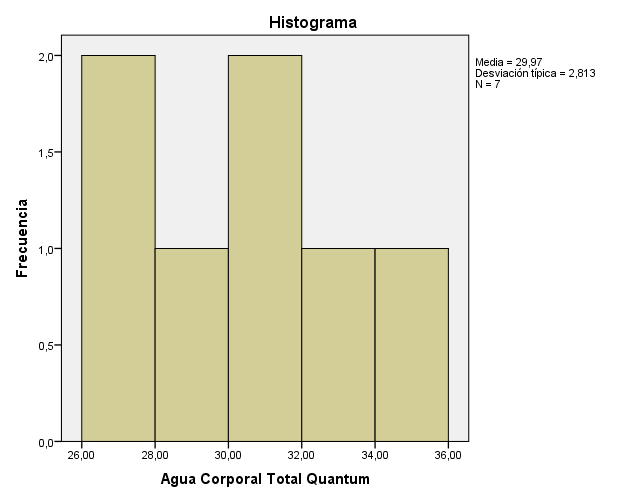 Histograma
Media = 29,97
Desviación típica = 2,813
N = 7
2,0
1,5
1,0
0,5
0,0
Frecuencia
26,00 28,00 30,00 32,00 34,00 36,00
Agua Corporal Total Quantum